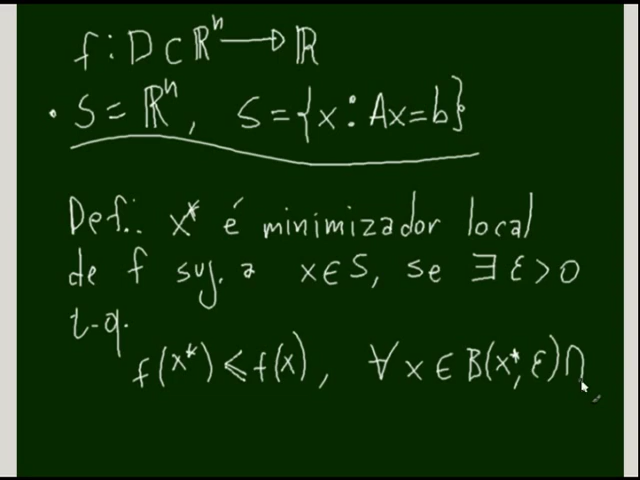 f : D ⊂ ℝⁿ → ℝ
• S = ℝⁿ, S = {x : Ax = b}
Def.: x* é minimizador local
de f suj. a x ∈ S, se ∃ ε > 0
t.q.
f(x*) ≤ f(x), ∀ x ∈ B(x*, ε) ∩